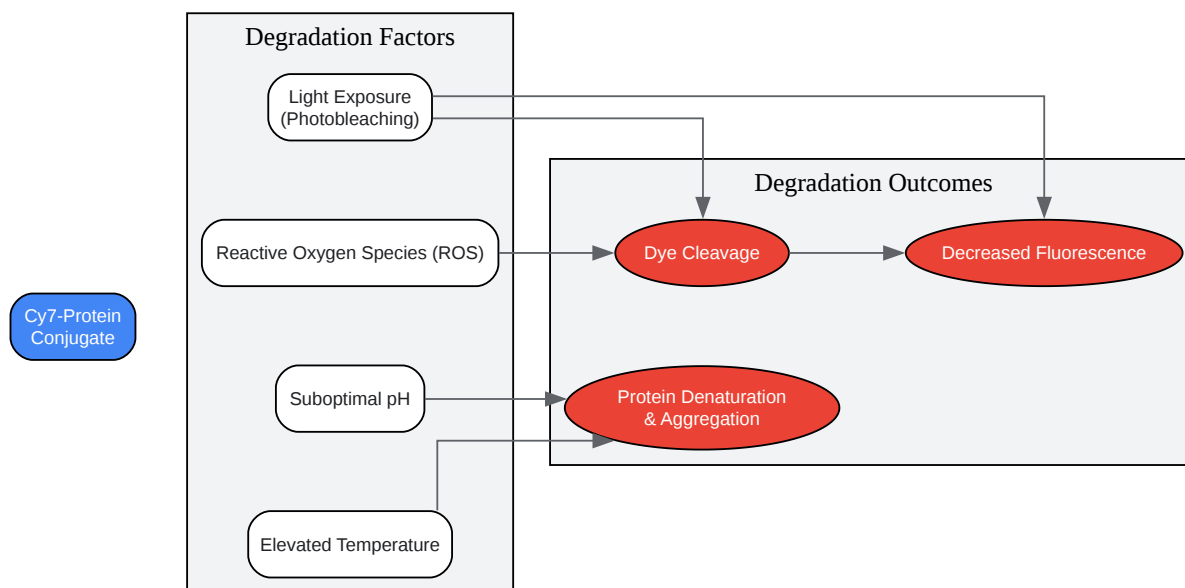 Degradation Factors
Light Exposure
(Photobleaching)
Degradation Outcomes
Reactive Oxygen Species (ROS)
Dye Cleavage
Decreased Fluorescence
Cy7-Protein
Conjugate
Suboptimal pH
Protein Denaturation
& Aggregation
Elevated Temperature